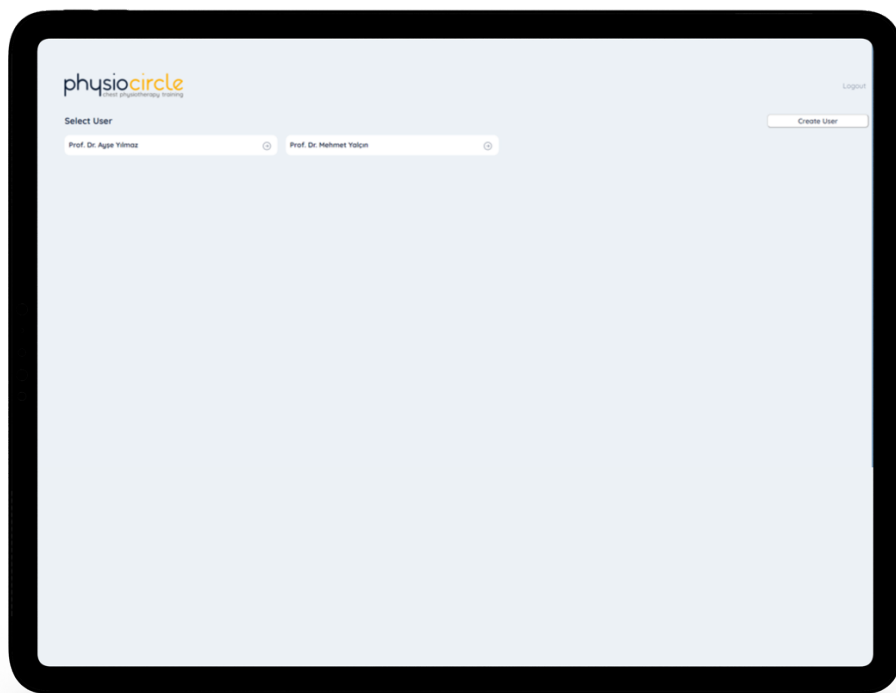 physiocircle
chest physiotherapy training
Logout
Select User
Create User
Prof. Dr. Ayşe Yılmaz
Prof. Dr. Mehmet Yalçın